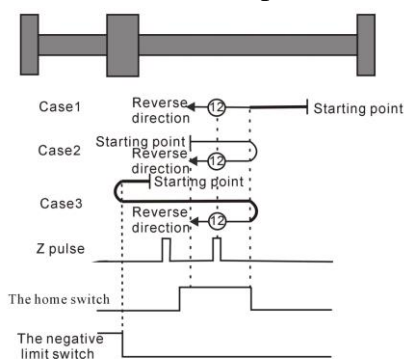 Case1
Reverse
direction
12
Starting point
Case2
Starting point
Reverse
direction
12
Starting point
Case3
Reverse
direction
12
Z pulse
The home switch
The negative
limit switch